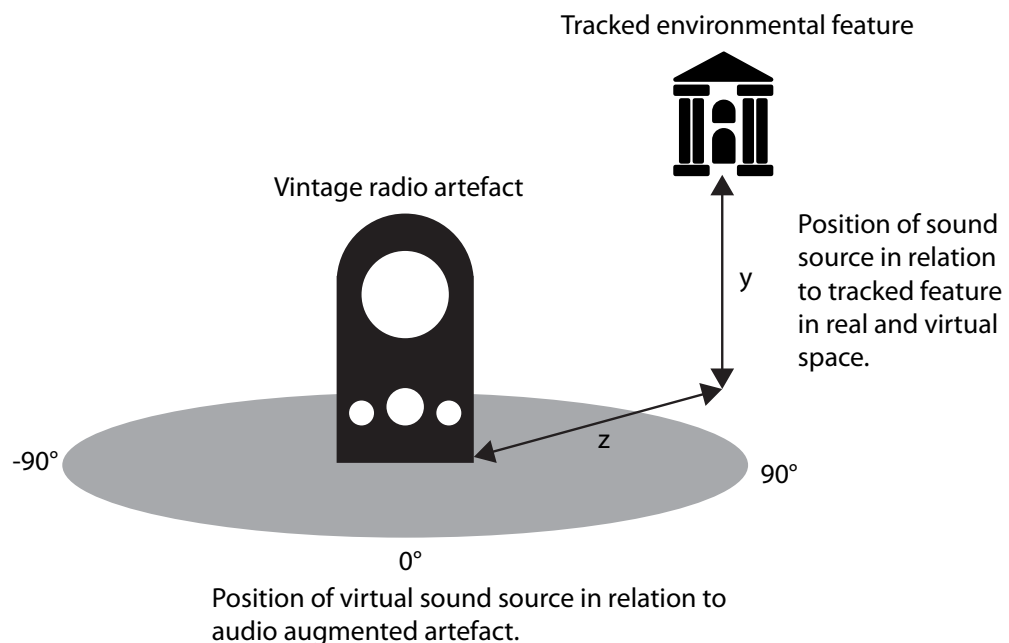 Tracked environmental feature
Vintage radio artefact
Position of sound
source in relation
to tracked feature
in real and virtual
space.
y
z
-90°
90°
0°
Position of virtual sound source in relation to
audio augmented artefact.